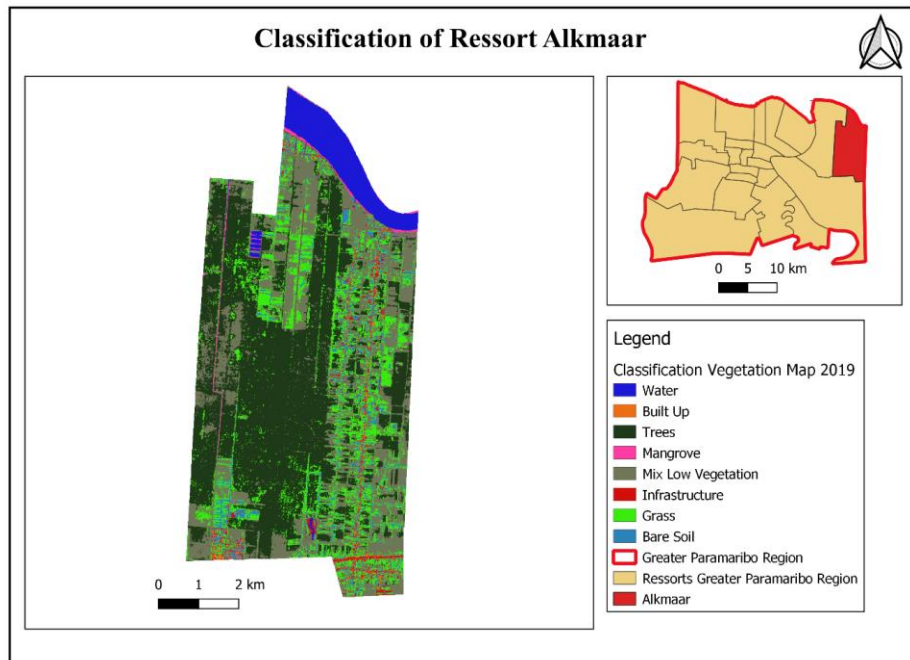 Classification of Ressort Alkmaar
0 1 2 km
0 5 10 km
Legend
Classification Vegetation Map 2019
Water
Built Up
Trees
Mangrove
Mix Low Vegetation
Infrastructure
Grass
Bare Soil
Greater Paramaribo Region
Ressorts Greater Paramaribo Region
Alkmaar